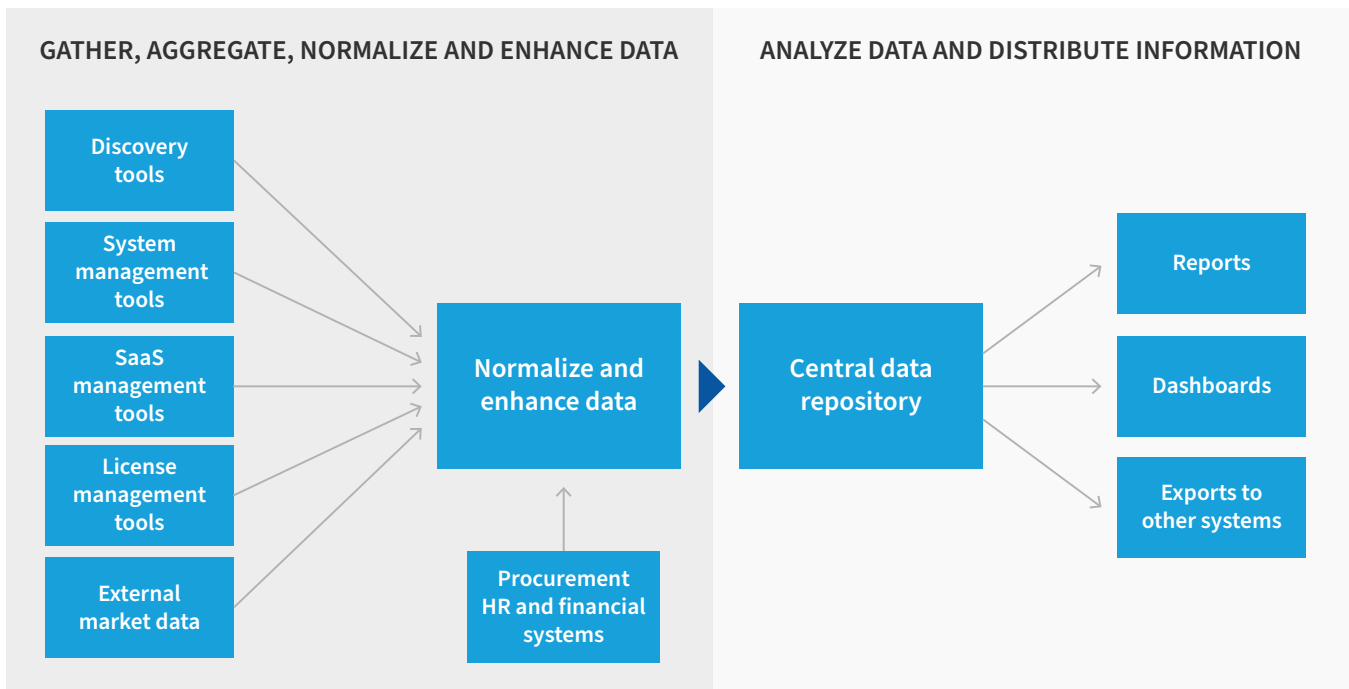 GATHER, AGGREGATE, NORMALIZE AND ENHANCE DATA
Discovery
tools
System
management
tools
SaaS
management
tools
License
management
tools
External
market data
Normalize and
enhance data
Procurement
HR and financial
systems
ANALYZE DATA AND DISTRIBUTE INFORMATION
Central data
repository
Reports
Dashboards
Exports to
other systems